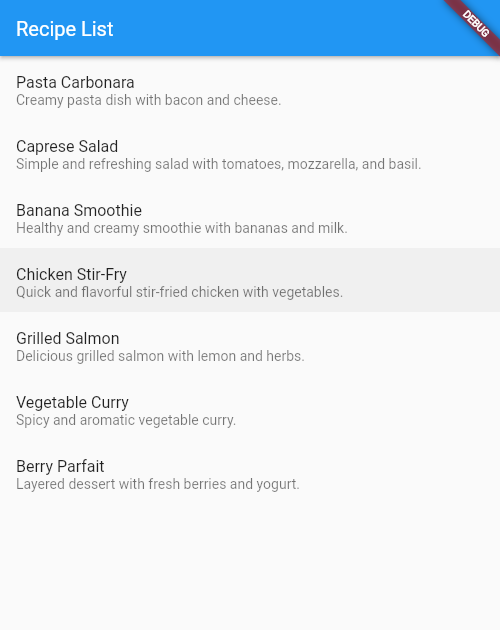 Recipe List
DEBUG
Pasta Carbonara
Creamy pasta dish with bacon and cheese.
Caprese Salad
Simple and refreshing salad with tomatoes, mozzarella, and basil.
Banana Smoothie
Healthy and creamy smoothie with bananas and milk.
Chicken Stir-Fry
Quick and flavorful stir-fried chicken with vegetables.
Grilled Salmon
Delicious grilled salmon with lemon and herbs.
Vegetable Curry
Spicy and aromatic vegetable curry.
Berry Parfait
Layered dessert with fresh berries and yogurt.